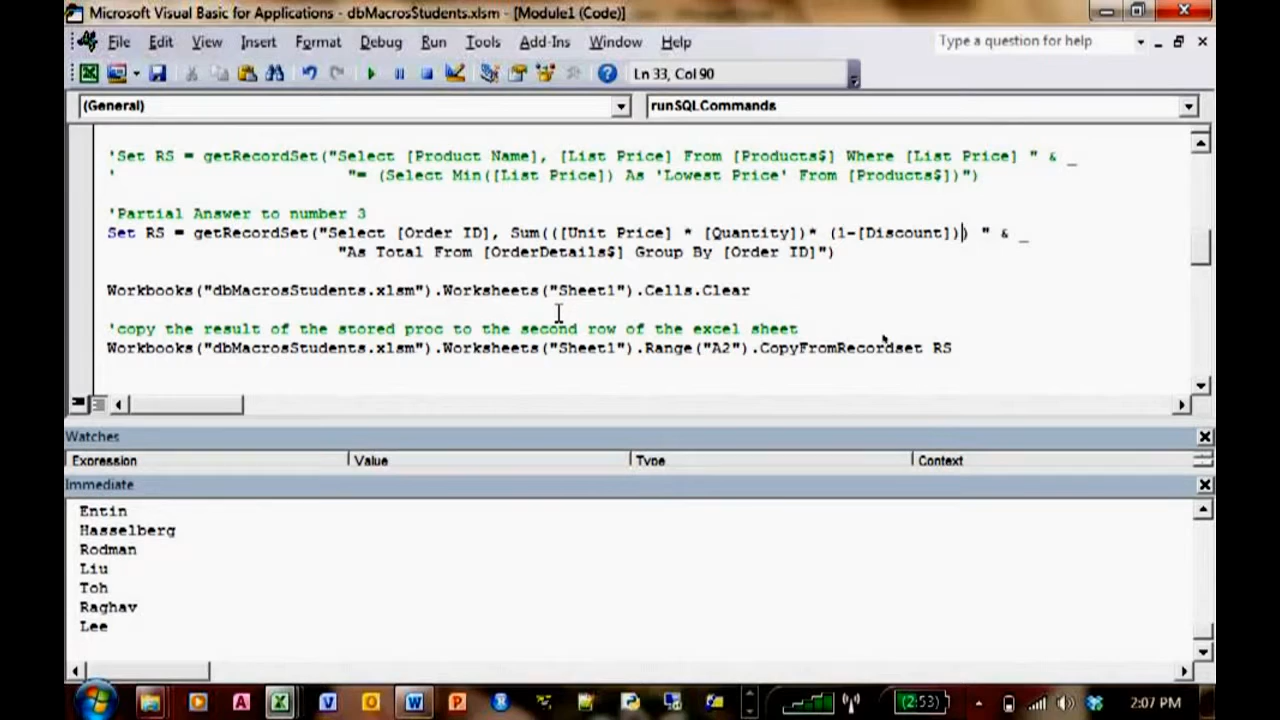 Microsoft Visual Basic for Applications - dbMacrosStudents.xlsm - [Module1 (Code)]
File Edit View Insert Format Debug Run Tools Add-Ins Window Help Type a question for help
Ln 33, Col 90
(General) runSQLCommands
'Set RS = getRecordSet("Select [Product Name], [List Price] From [Products$] Where [List Price] " & _
' "= (Select Min([List Price]) As 'Lowest Price' From [Products$])")
'Partial Answer to number 3
Set RS = getRecordSet("Select [Order ID], Sum(([Unit Price] * [Quantity])* (1-[Discount])) " & _
"As Total From [OrderDetails$] Group By [Order ID]")
Workbooks("dbMacrosStudents.xlsm").Worksheets("Sheet1").Cells.Clear
'copy the result of the stored proc to the second row of the excel sheet
Workbooks("dbMacrosStudents.xlsm").Worksheets("Sheet1").Range("A2").CopyFromRecordset RS
Watches
Expression Value Type Context
Immediate
Entin
Hasselberg
Rodman
Liu
Toh
Raghav
Lee
(2:53) 2:07 PM